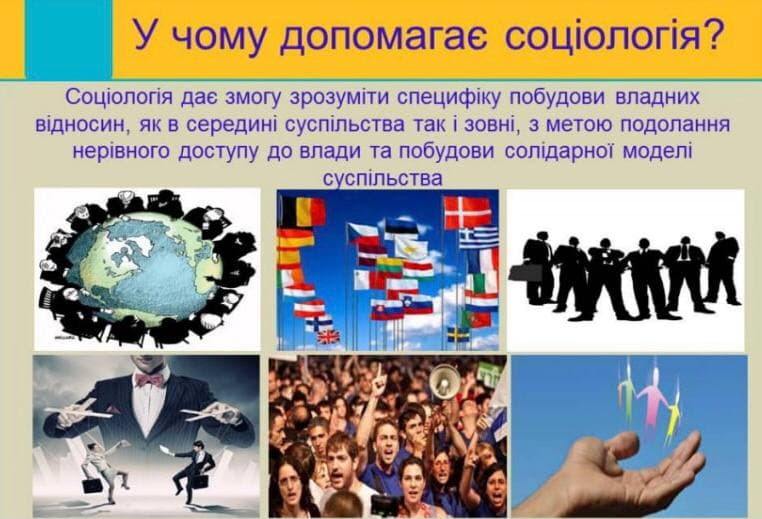 У чому допомагає соціологія?
Соціологія дає змогу зрозуміти специфіку побудови владних
відносин, як в середині суспільства так і зовні, з метою подолання
нерівного доступу до влади та побудови солідарної моделі
суспільства